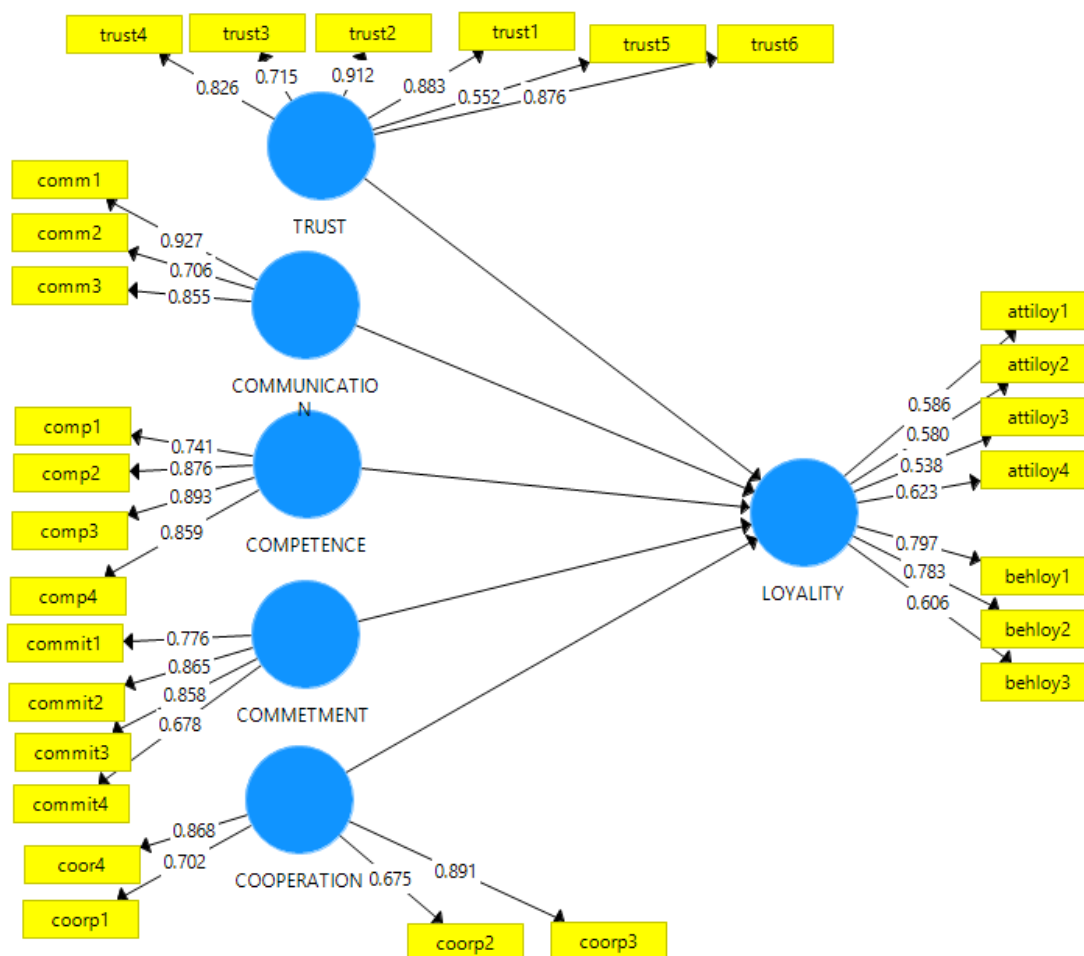 trust4
trust3
trust2
trust1
trust5
trust6
0.826
0.715
0.912
0.883
0.552
0.876
TRUST
comm1
comm2
comm3
0.927
0.706
0.855
COMMUNICATIO
N
comp1
comp2
comp3
comp4
0.741
0.876
0.893
0.859
COMPETENCE
commit1
commit2
commit3
commit4
0.776
0.865
0.858
0.678
COMMETMENT
coor4
coorp1
coorp2
coorp3
0.868
0.702
0.675
0.891
COOPERATION
LOYALITY
attiloy1
attiloy2
attiloy3
attiloy4
behloy1
behloy2
behloy3
0.586
0.580
0.538
0.623
0.797
0.783
0.606